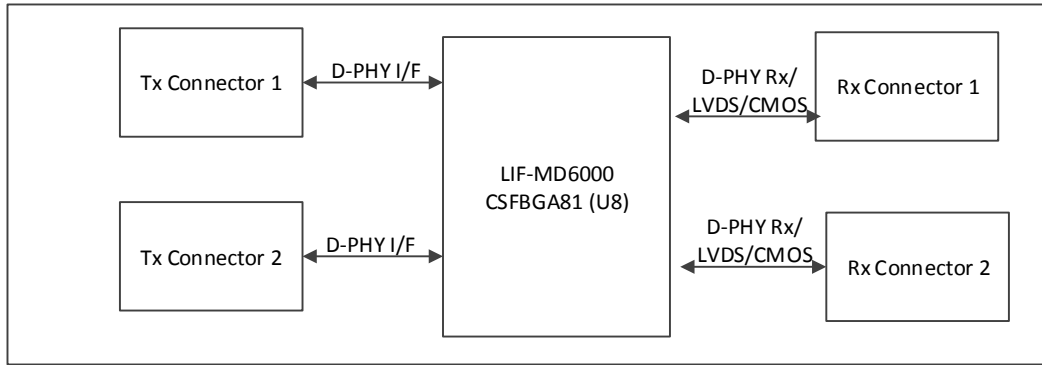 Tx Connector 1
D-PHY I/F
D-PHY Rx/
LVDS/CMOS
Rx Connector 1
LIF-MD6000
CSFBGA81 (U8)
Tx Connector 2
D-PHY I/F
D-PHY Rx/
LVDS/CMOS
Rx Connector 2